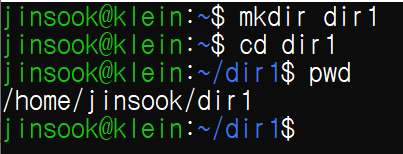 jinsook@klein:~$ mkdir dir1
jinsook@klein:~$ cd dir1
jinsook@klein:~/dir1$ pwd
/home/jinsook/dir1
jinsook@klein:~/dir1$